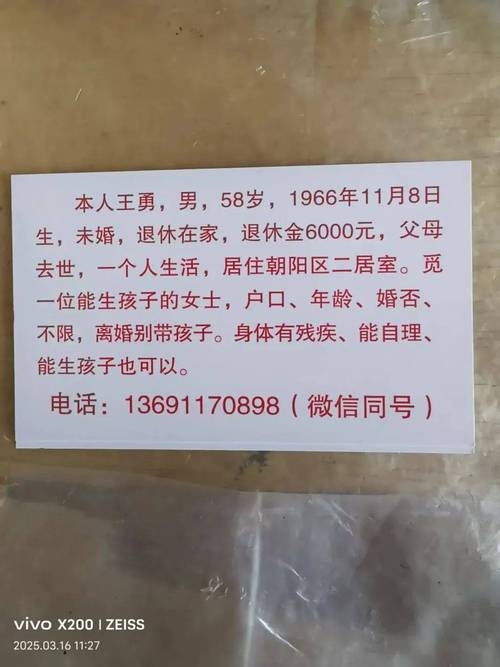 本人王勇，男，58岁，1966年11月8日
生，未婚，退休在家，退休金6000元，父母
去世，一个人生活，居住朝阳区二居室。觅
一位能生孩子的女士，户口、年龄、婚否、
不限，离婚别带孩子。身体有残疾、能自理、
能生孩子也可以。
电话：13691170898（微信同号）
vivo X200 | ZEISS
2025.03.16 11:27